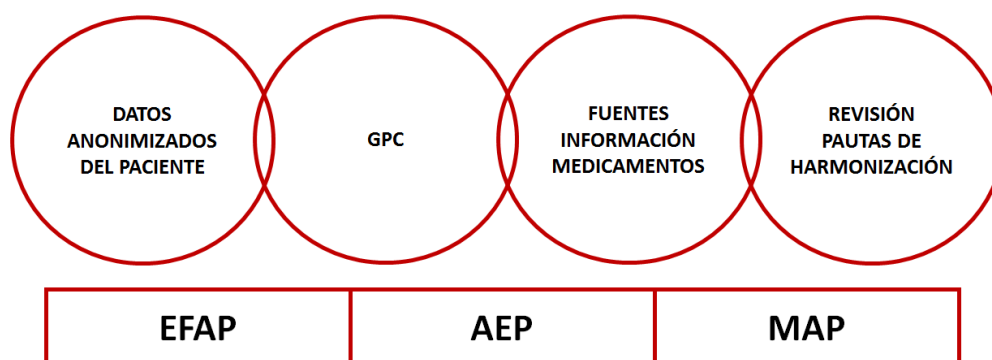 DATOS
ANONIMIZADOS
DEL PACIENTE
GPC
FUENTES
INFORMACIÓN
MEDICAMENTOS
REVISIÓN
PAUTAS DE
HARMONIZACIÓN
EFAP
AEP
MAP